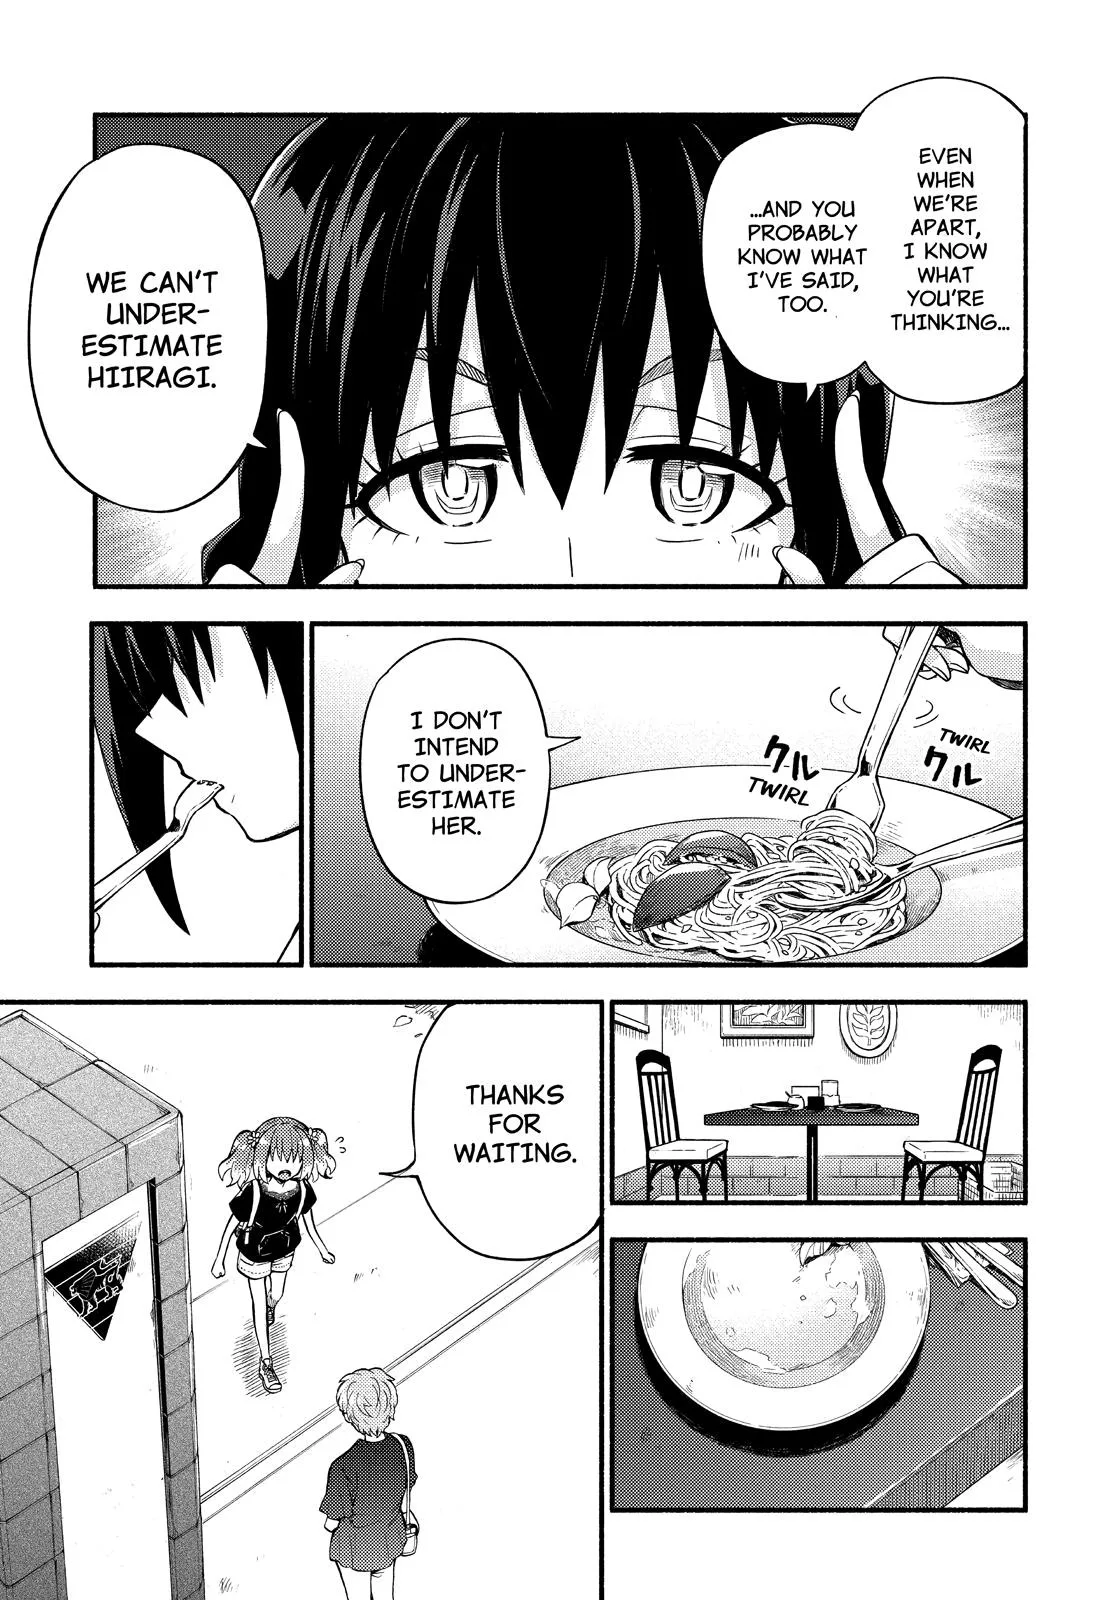 EVEN
WHEN
WE'RE
APART,
I KNOW
WHAT
YOU'RE
THINKING...
...AND YOU
PROBABLY
KNOW WHAT
I'VE SAID,
TOO.
WE CAN'T
UNDER-
ESTIMATE
HIIRAGI.
TWIRL
クル
クル
TWIRL
I DON'T
INTEND
TO UNDER-
ESTIMATE
HER.
THANKS
FOR
WAITING.